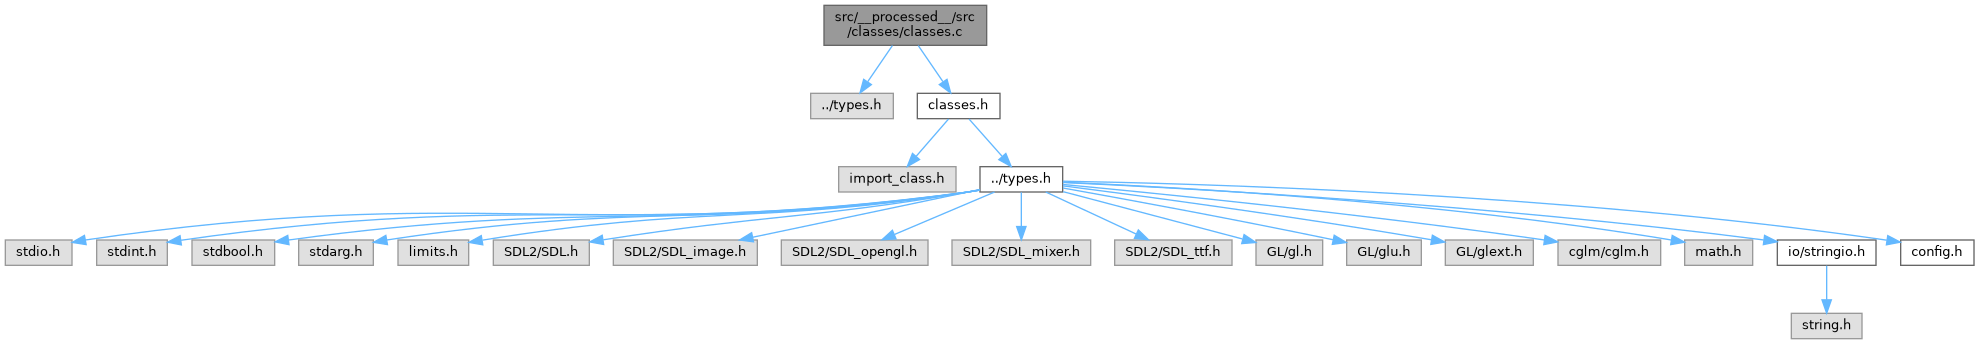 src/__processed__/src
/classes/classes.c
../types.h
classes.h
import_class.h
../types.h
stdio.h
stdint.h
stdbool.h
stdarg.h
limits.h
SDL2/SDL.h
SDL2/SDL_image.h
SDL2/SDL_opengl.h
SDL2/SDL_mixer.h
SDL2/SDL_ttf.h
GL/gl.h
GL/glu.h
GL/glext.h
cglm/cglm.h
math.h
io/stringio.h
config.h
string.h